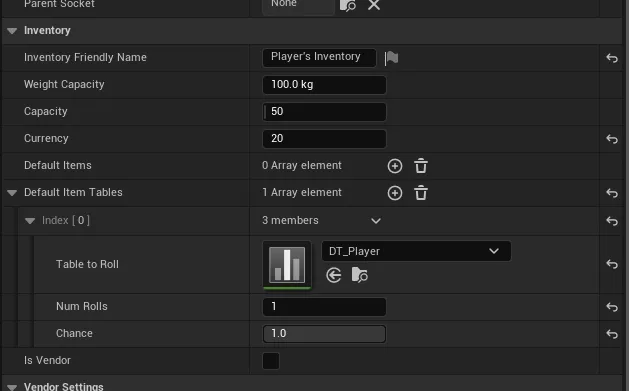 Parent Socket None
Inventory
Inventory Friendly Name Player's Inventory
Weight Capacity 100.0 kg
Capacity 50
Currency 20
Default Items 0 Array element
Default Item Tables 1 Array element
Index [ 0 ] 3 members
Table to Roll DT_Player
Num Rolls 1
Chance 1.0
Is Vendor
Vendor Settings